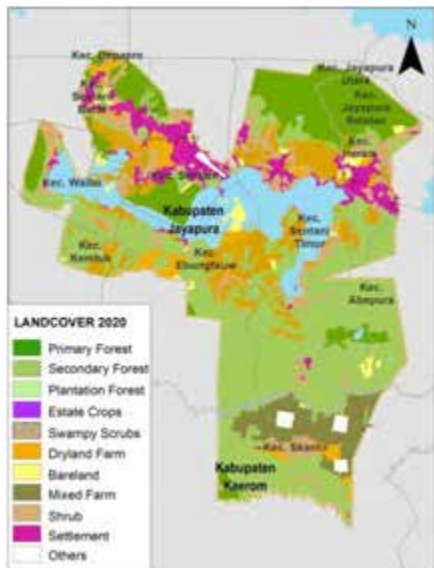 N
Kec. Depapre
Kec. Jayapura
Utara
Kec.
Sentani
Barat
Kec.
Jayapura
Selatan
Kec.
Heram
Kec. Waibu
Kec. Sentani
Kabupaten
Jayapura
Kec.
Sentani
Timur
Kec.
Kemtuk
Kec.
Ebungfauw
Kec.
Abepura
LANDCOVER 2020
Primary Forest
Secondary Forest
Plantation Forest
Estate Crops
Swampy Scrubs
Dryland Farm
Bareland
Mixed Farm
Shrub
Settlement
Others
Kec. Skanto
Kabupaten
Keerom